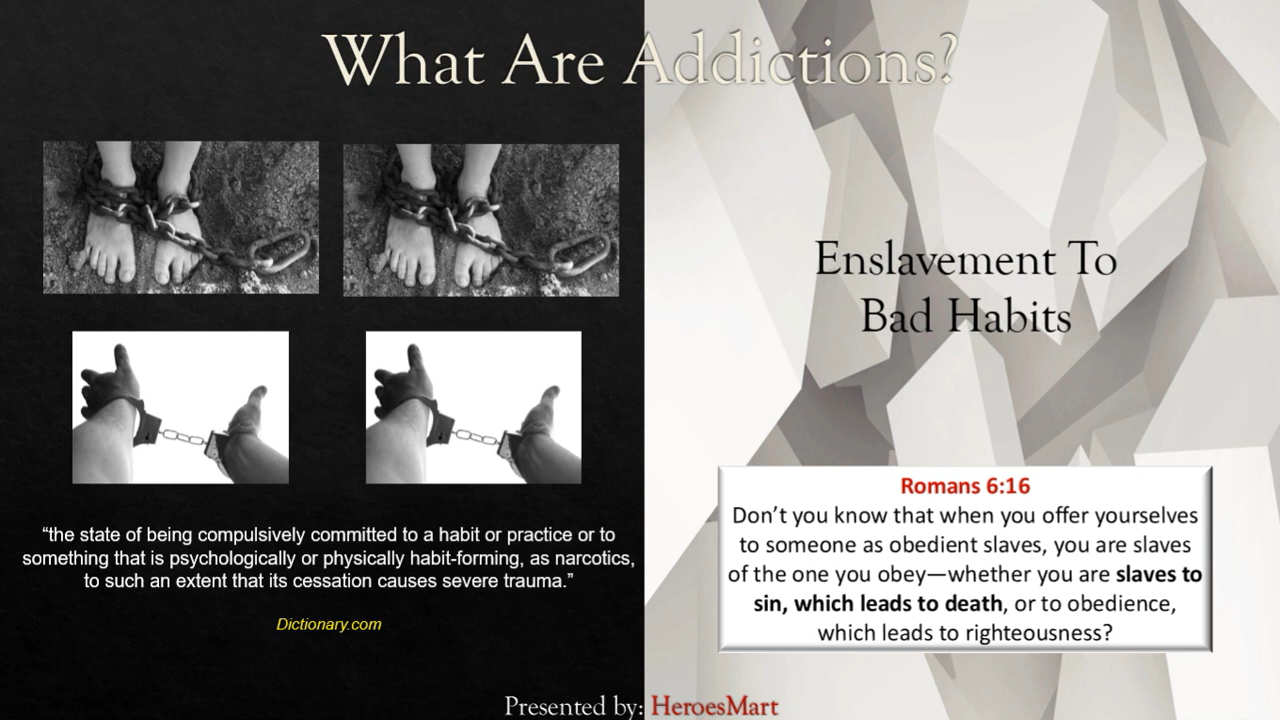 What Are Addictions?
“the state of being compulsively committed to a habit or practice or to
something that is psychologically or physically habit-forming, as narcotics,
to such an extent that its cessation causes severe trauma.”
Dictionary.com
Enslavement To
Bad Habits
Romans 6:16
Don’t you know that when you offer yourselves
to someone as obedient slaves, you are slaves
of the one you obey—whether you are slaves to
sin, which leads to death, or to obedience,
which leads to righteousness?
Presented by: HeroesMart